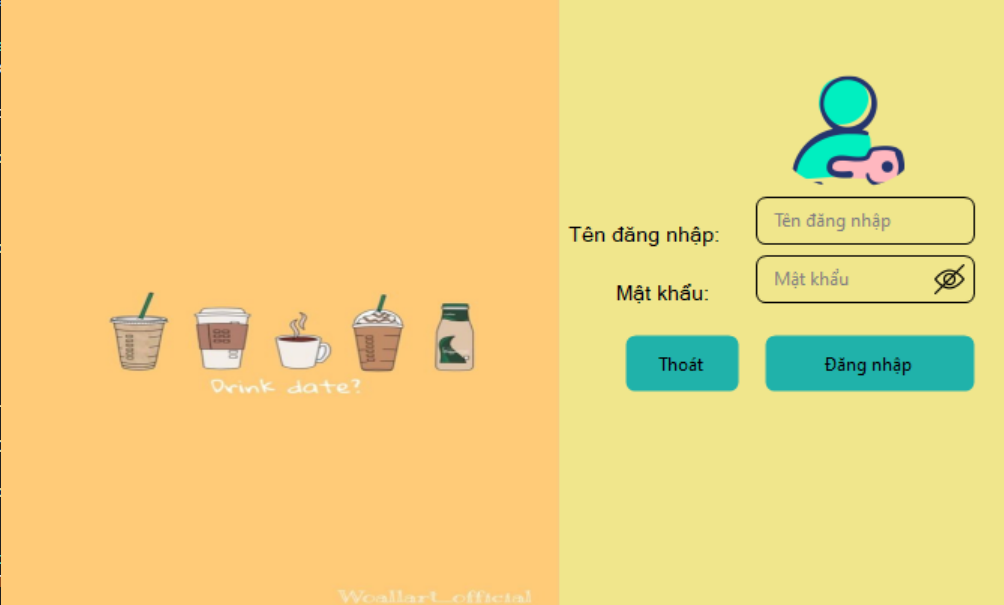 Drink date?
Woallart_official
Tên đăng nhập:
Tên đăng nhập
Mật khẩu:
Mật khẩu
Thoát
Đăng nhập